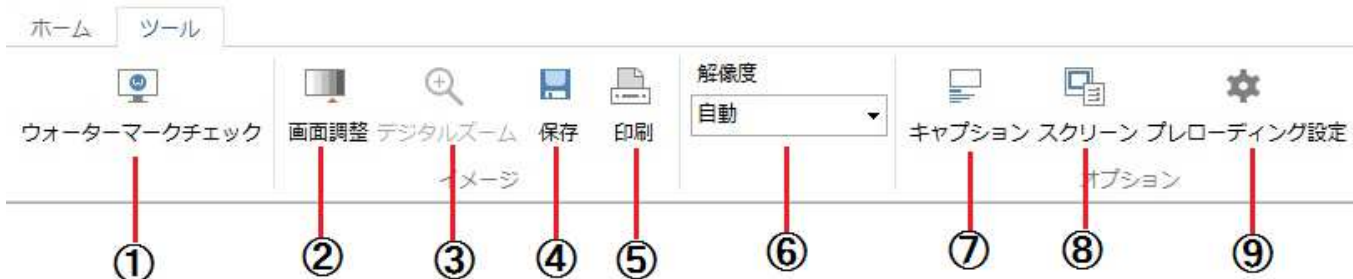 ホーム ツール
解像度
自動
ウォーターマークチェック 画面調整 デジタルズーム 保存 印刷 キャプション スクリーン プレローディング設定
イメージ オプション
① ② ③ ④ ⑤ ⑥ ⑦ ⑧ ⑨